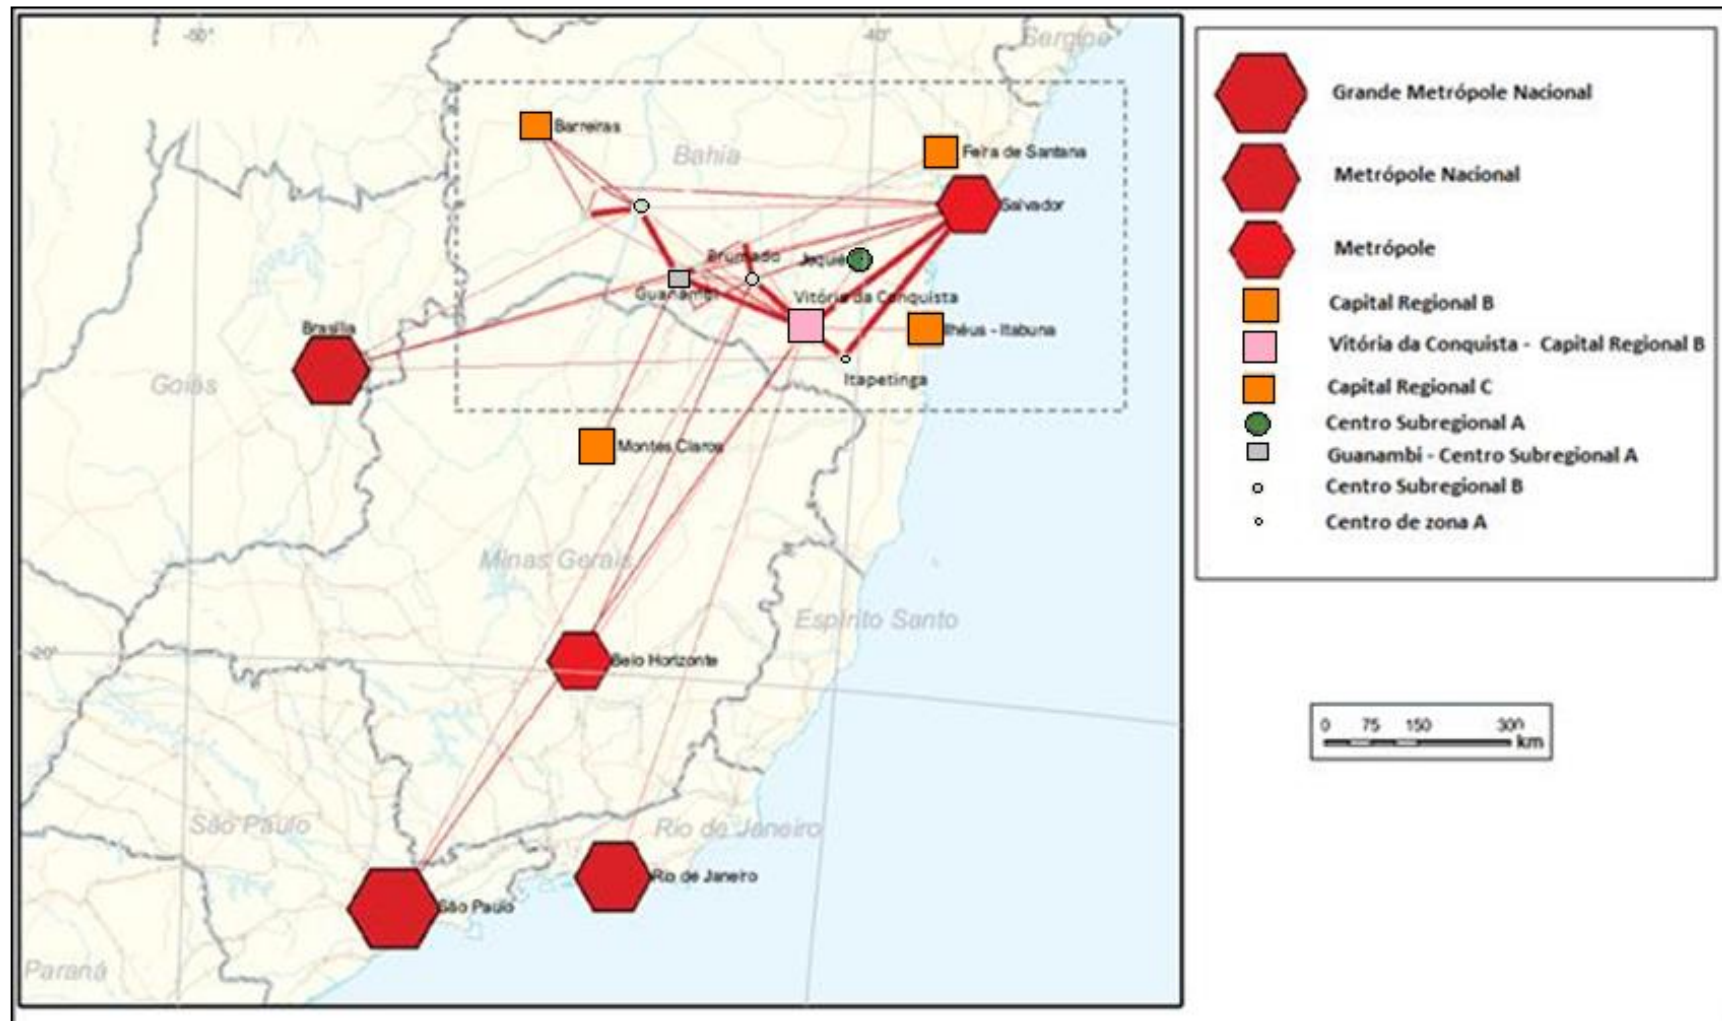 -50°
-40°
Sergipe
Barreiras
Bahia
Feira de Santana
Salvador
Brumado
Jequié
Guanambi
Vitória da Conquista
Brasília
Ilhéus - Itabuna
Goiás
Itapetinga
Montes Claros
Minas Gerais
Espírito Santo
-20°
Belo Horizonte
São Paulo
Rio de Janeiro
Rio de Janeiro
São Paulo
Paraná
Grande Metrópole Nacional
Metrópole Nacional
Metrópole
Capital Regional B
Vitória da Conquista - Capital Regional B
Capital Regional C
Centro Subregional A
Guanambi - Centro Subregional A
Centro Subregional B
Centro de zona A
0 75 150 300
km